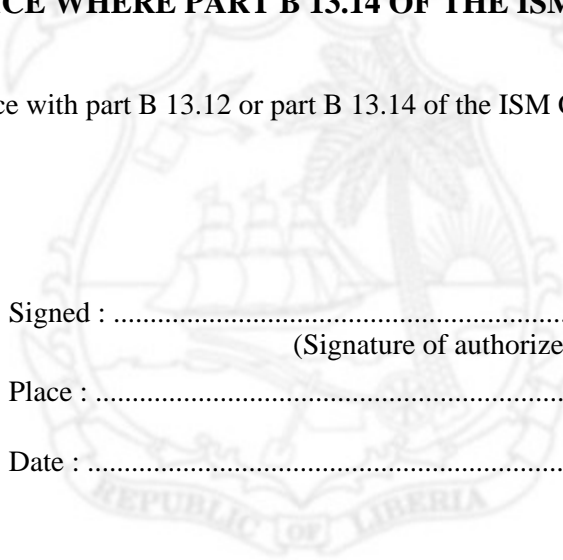 CE WHERE PART B 13.14 OF THE ISM
ce with part B 13.12 or part B 13.14 of the ISM
Signed : ..............................................................
(Signature of authorize
Place : ................................................................
Date : .................................................................
REPUBLIC OF LIBERIA